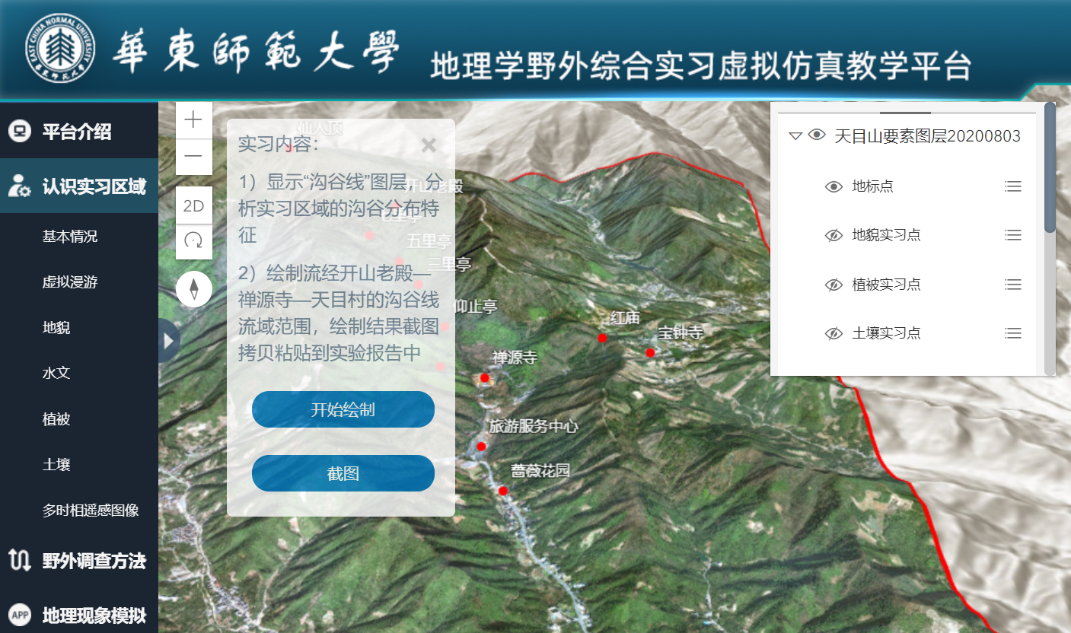 EAST CHINA NORMAL UNIVERSITY
華東師範大學
地理学野外综合实习虚拟仿真教学平台
平台介绍
认识实习区域
基本情况
虚拟漫游
地貌
水文
植被
土壤
多时相遥感图像
野外调查方法
APP
地理现象模拟
2D
仙人顶
实习内容:
1）显示“沟谷线”图层，分
析实习区域的沟谷分布特
征
2）绘制流经开山老殿—
禅源寺—天目村的沟谷线
流域范围，绘制结果截图
拷贝粘贴到实验报告中
开始绘制
截图
开山老殿
七里亭
五里亭
三里亭
仰止亭
红庙
宝钟寺
禅源寺
旅游服务中心
蔷薇花园
天目山要素图层20200803
地标点
地貌实习点
植被实习点
土壤实习点